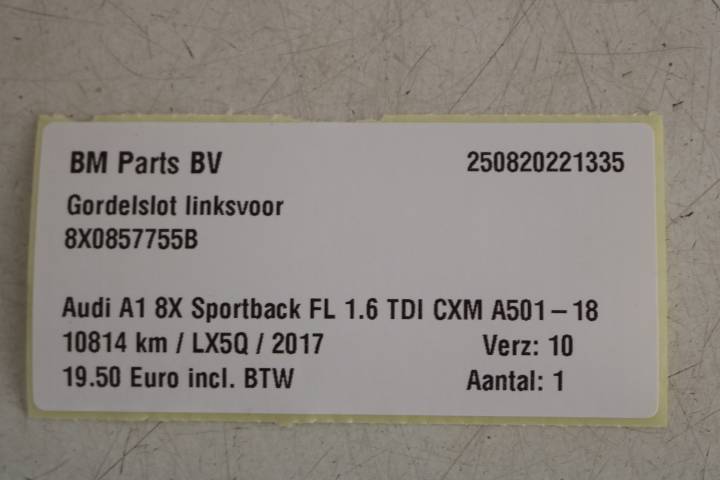 BM Parts BV 250820221335
Gordelslot linksvoor
8X0857755B
Audi A1 8X Sportback FL 1.6 TDI CXM A501-18
10814 km / LX5Q / 2017 Verz: 10
19.50 Euro incl. BTW Aantal: 1